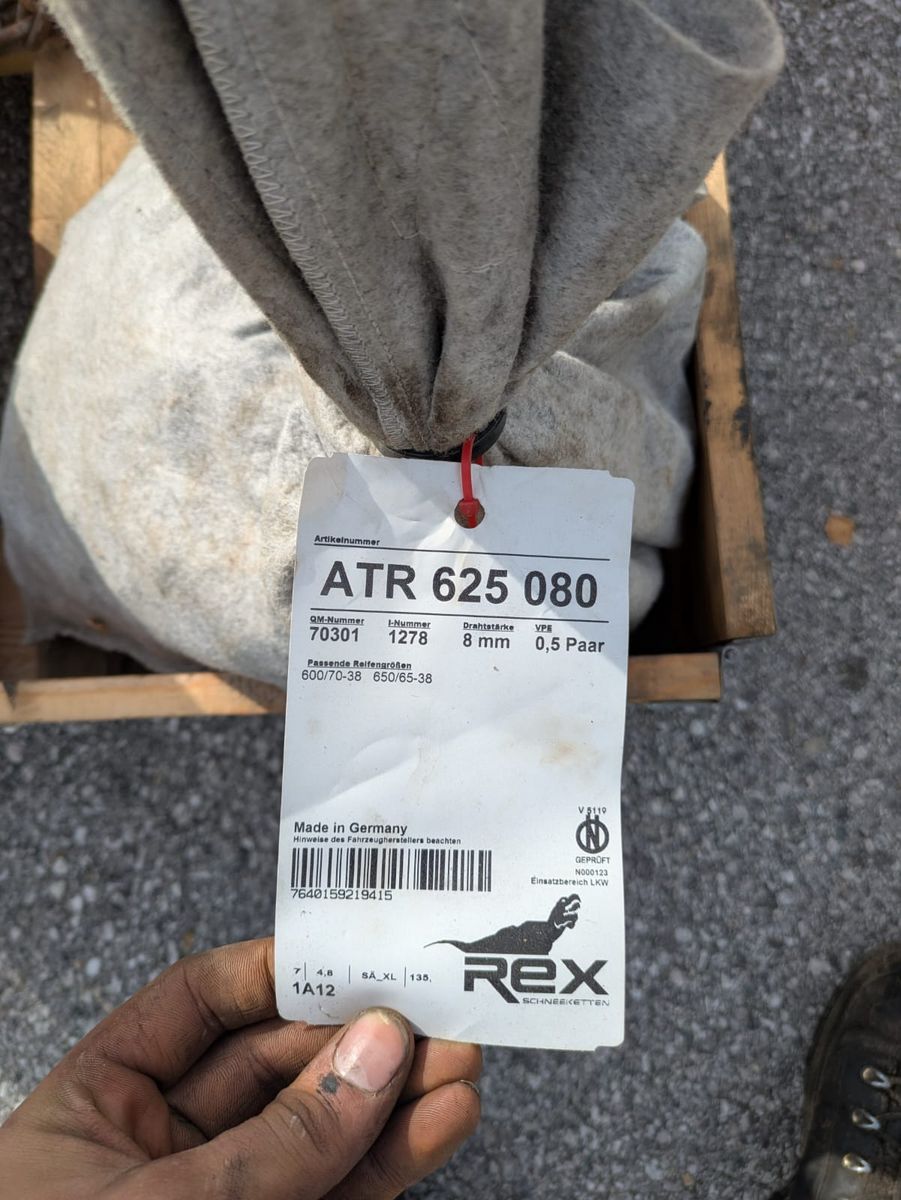 Artikelnummer
ATR 625 080
QM-Nummer I-Nummer Drahtstärke VPE
70301 1278 8 mm 0,5 Paar
Passende Reifengrößen
600/70-38 650/65-38
Made in Germany
Hinweise des Fahrzeugherstellers beachten
7640159219415
V 5119
N
GEPRÜFT
N000123
Einsatzbereich LKW
7 4,8 SÄ_XL 135,
1A12
Rex
SCHNEEKETTEN